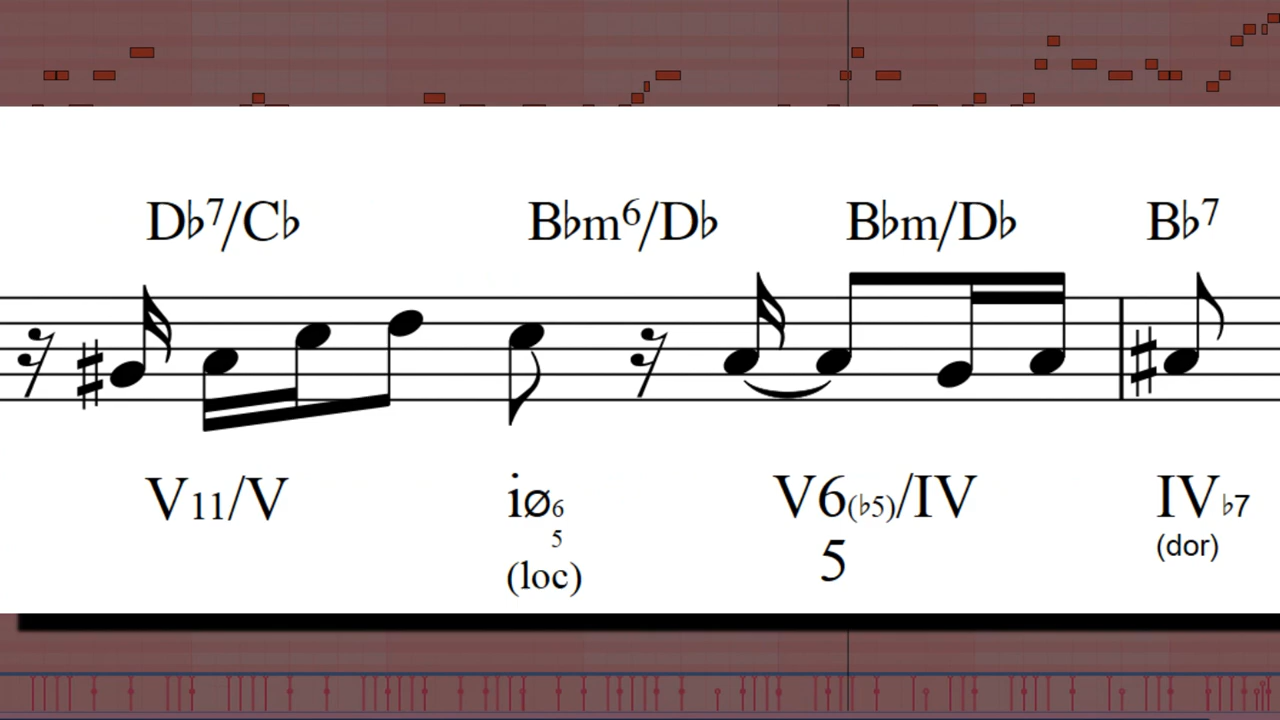 D♭7/C♭ B♭m6/D♭ B♭m/D♭ B♭7
V11/V iø6 V6(♭5)/IV IV♭7
5 5 (dor)
(loc)